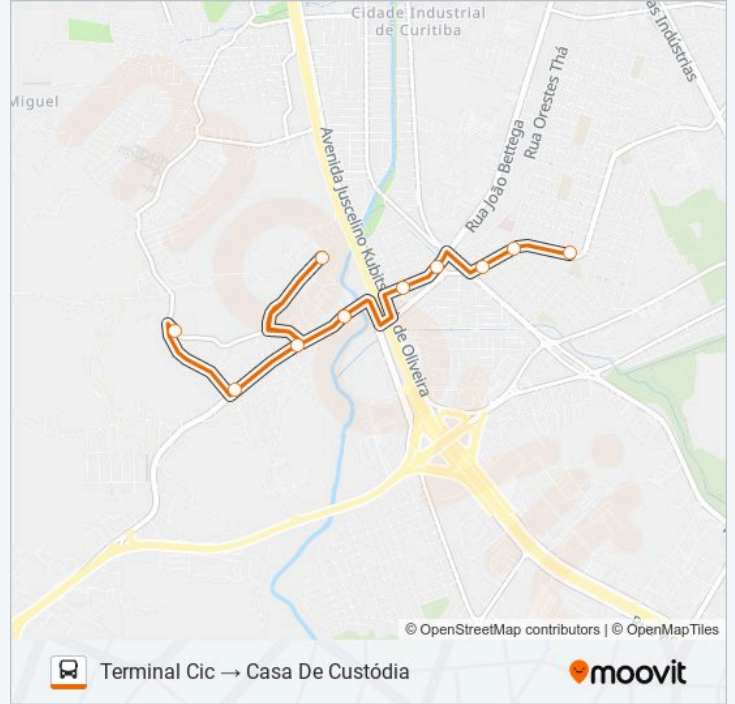 Cidade Industrial
de Curitiba
as Indústrias
Miguel
Rua Orestes Thá
Avenida Juscelino Kubits
de Oliveira
Rua João Bettega
© OpenStreetMap contributors | © OpenMapTiles
Terminal Cic → Casa De Custódia
moovit